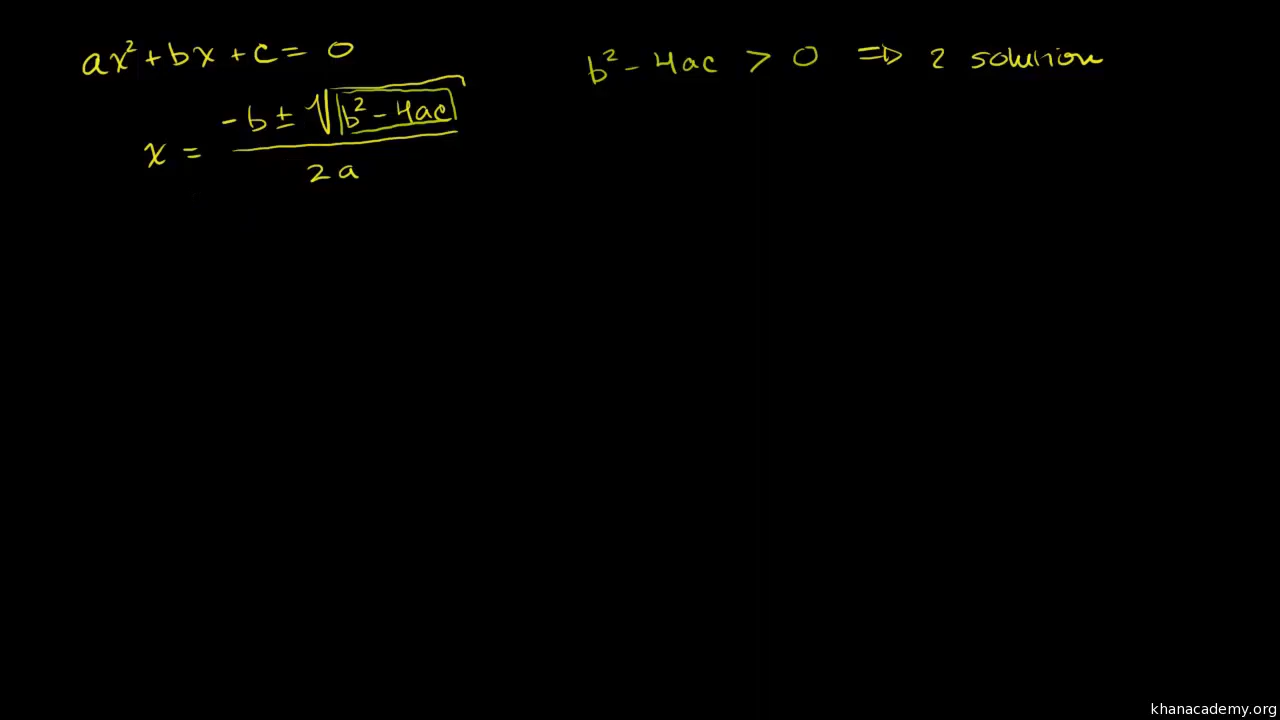 ax² + bx + c = 0
b² - 4ac > 0 ⇒ 2 solution
x = (-b ± √(b² - 4ac)) / 2a
khanacademy.org